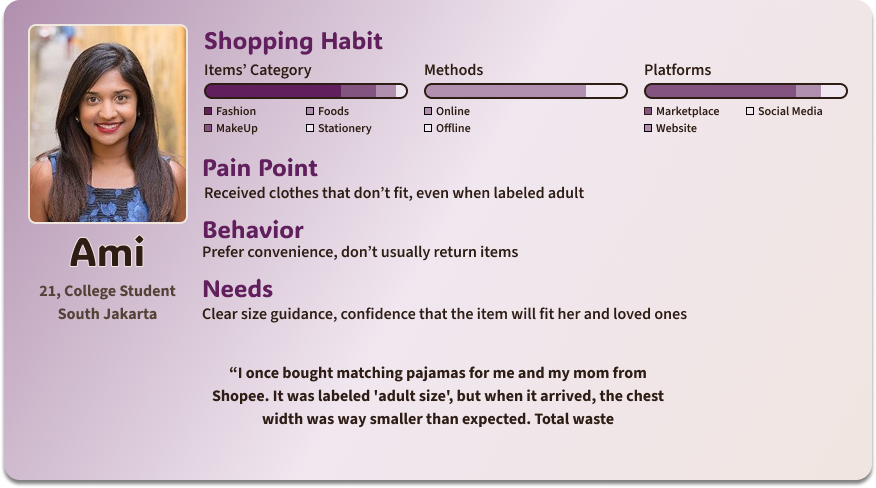 Shopping Habit
Items’ Category
Fashion
Foods
MakeUp
Stationery
Methods
Online
Offline
Platforms
Marketplace
Social Media
Website
Pain Point
Received clothes that don’t fit, even when labeled adult
Behavior
Prefer convenience, don’t usually return items
Needs
Clear size guidance, confidence that the item will fit her and loved ones
Ami
21, College Student
South Jakarta
“I once bought matching pajamas for me and my mom from
Shopee. It was labeled 'adult size', but when it arrived, the chest
width was way smaller than expected. Total waste